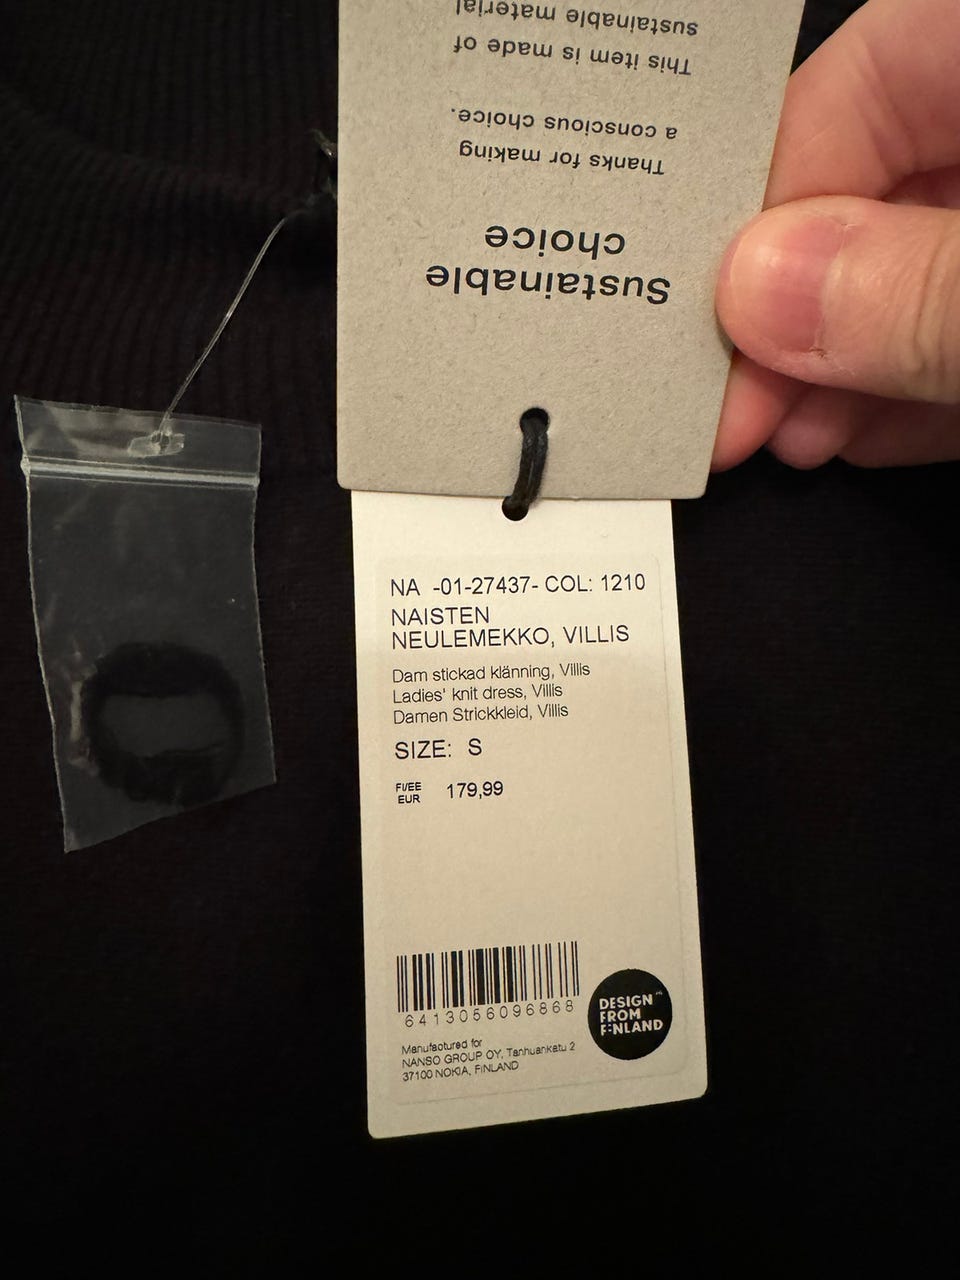 Sustainable
choice
Thanks for making
a conscious choice.
This item is made of
sustainable material
NA -01-27437- COL: 1210
NAISTEN
NEULEMEKKO, VILLIS
Dam stickad klänning, Villis
Ladies' knit dress, Villis
Damen Strickkleid, Villis
SIZE: S
FI/EE
EUR 179,99
6413056096868
DESIGN
FROM
FINLAND
Manufactured for
NANSO GROUP OY, Tanhuankatu 2
37100 NOKIA, FINLAND